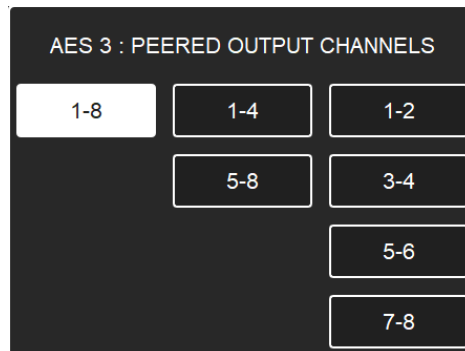 AES 3 : PEERED OUTPUT CHANNELS
1-8 1-4 1-2
5-8 3-4
5-6
7-8